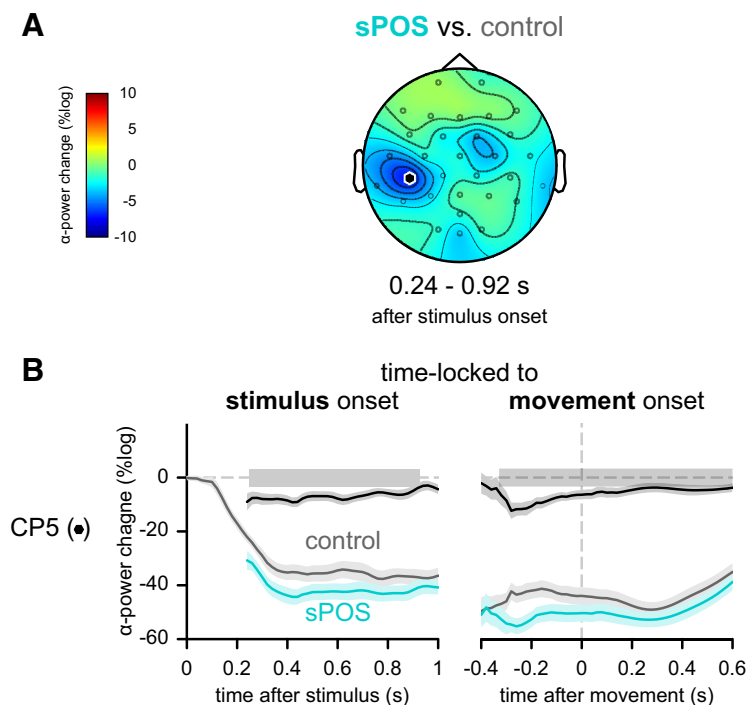 A
sPOS vs. control
α-power change (%log)
10
5
0
-5
-10
0.24 - 0.92 s
after stimulus onset
B
time-locked to
stimulus onset
movement onset
CP5 ( )
α-power chagne (%log)
0
-20
-40
-60
control
sPOS
0
0.2
0.4
0.6
0.8
1
time after stimulus (s)
-0.4
-0.2
0
0.2
0.4
0.6
time after movement (s)